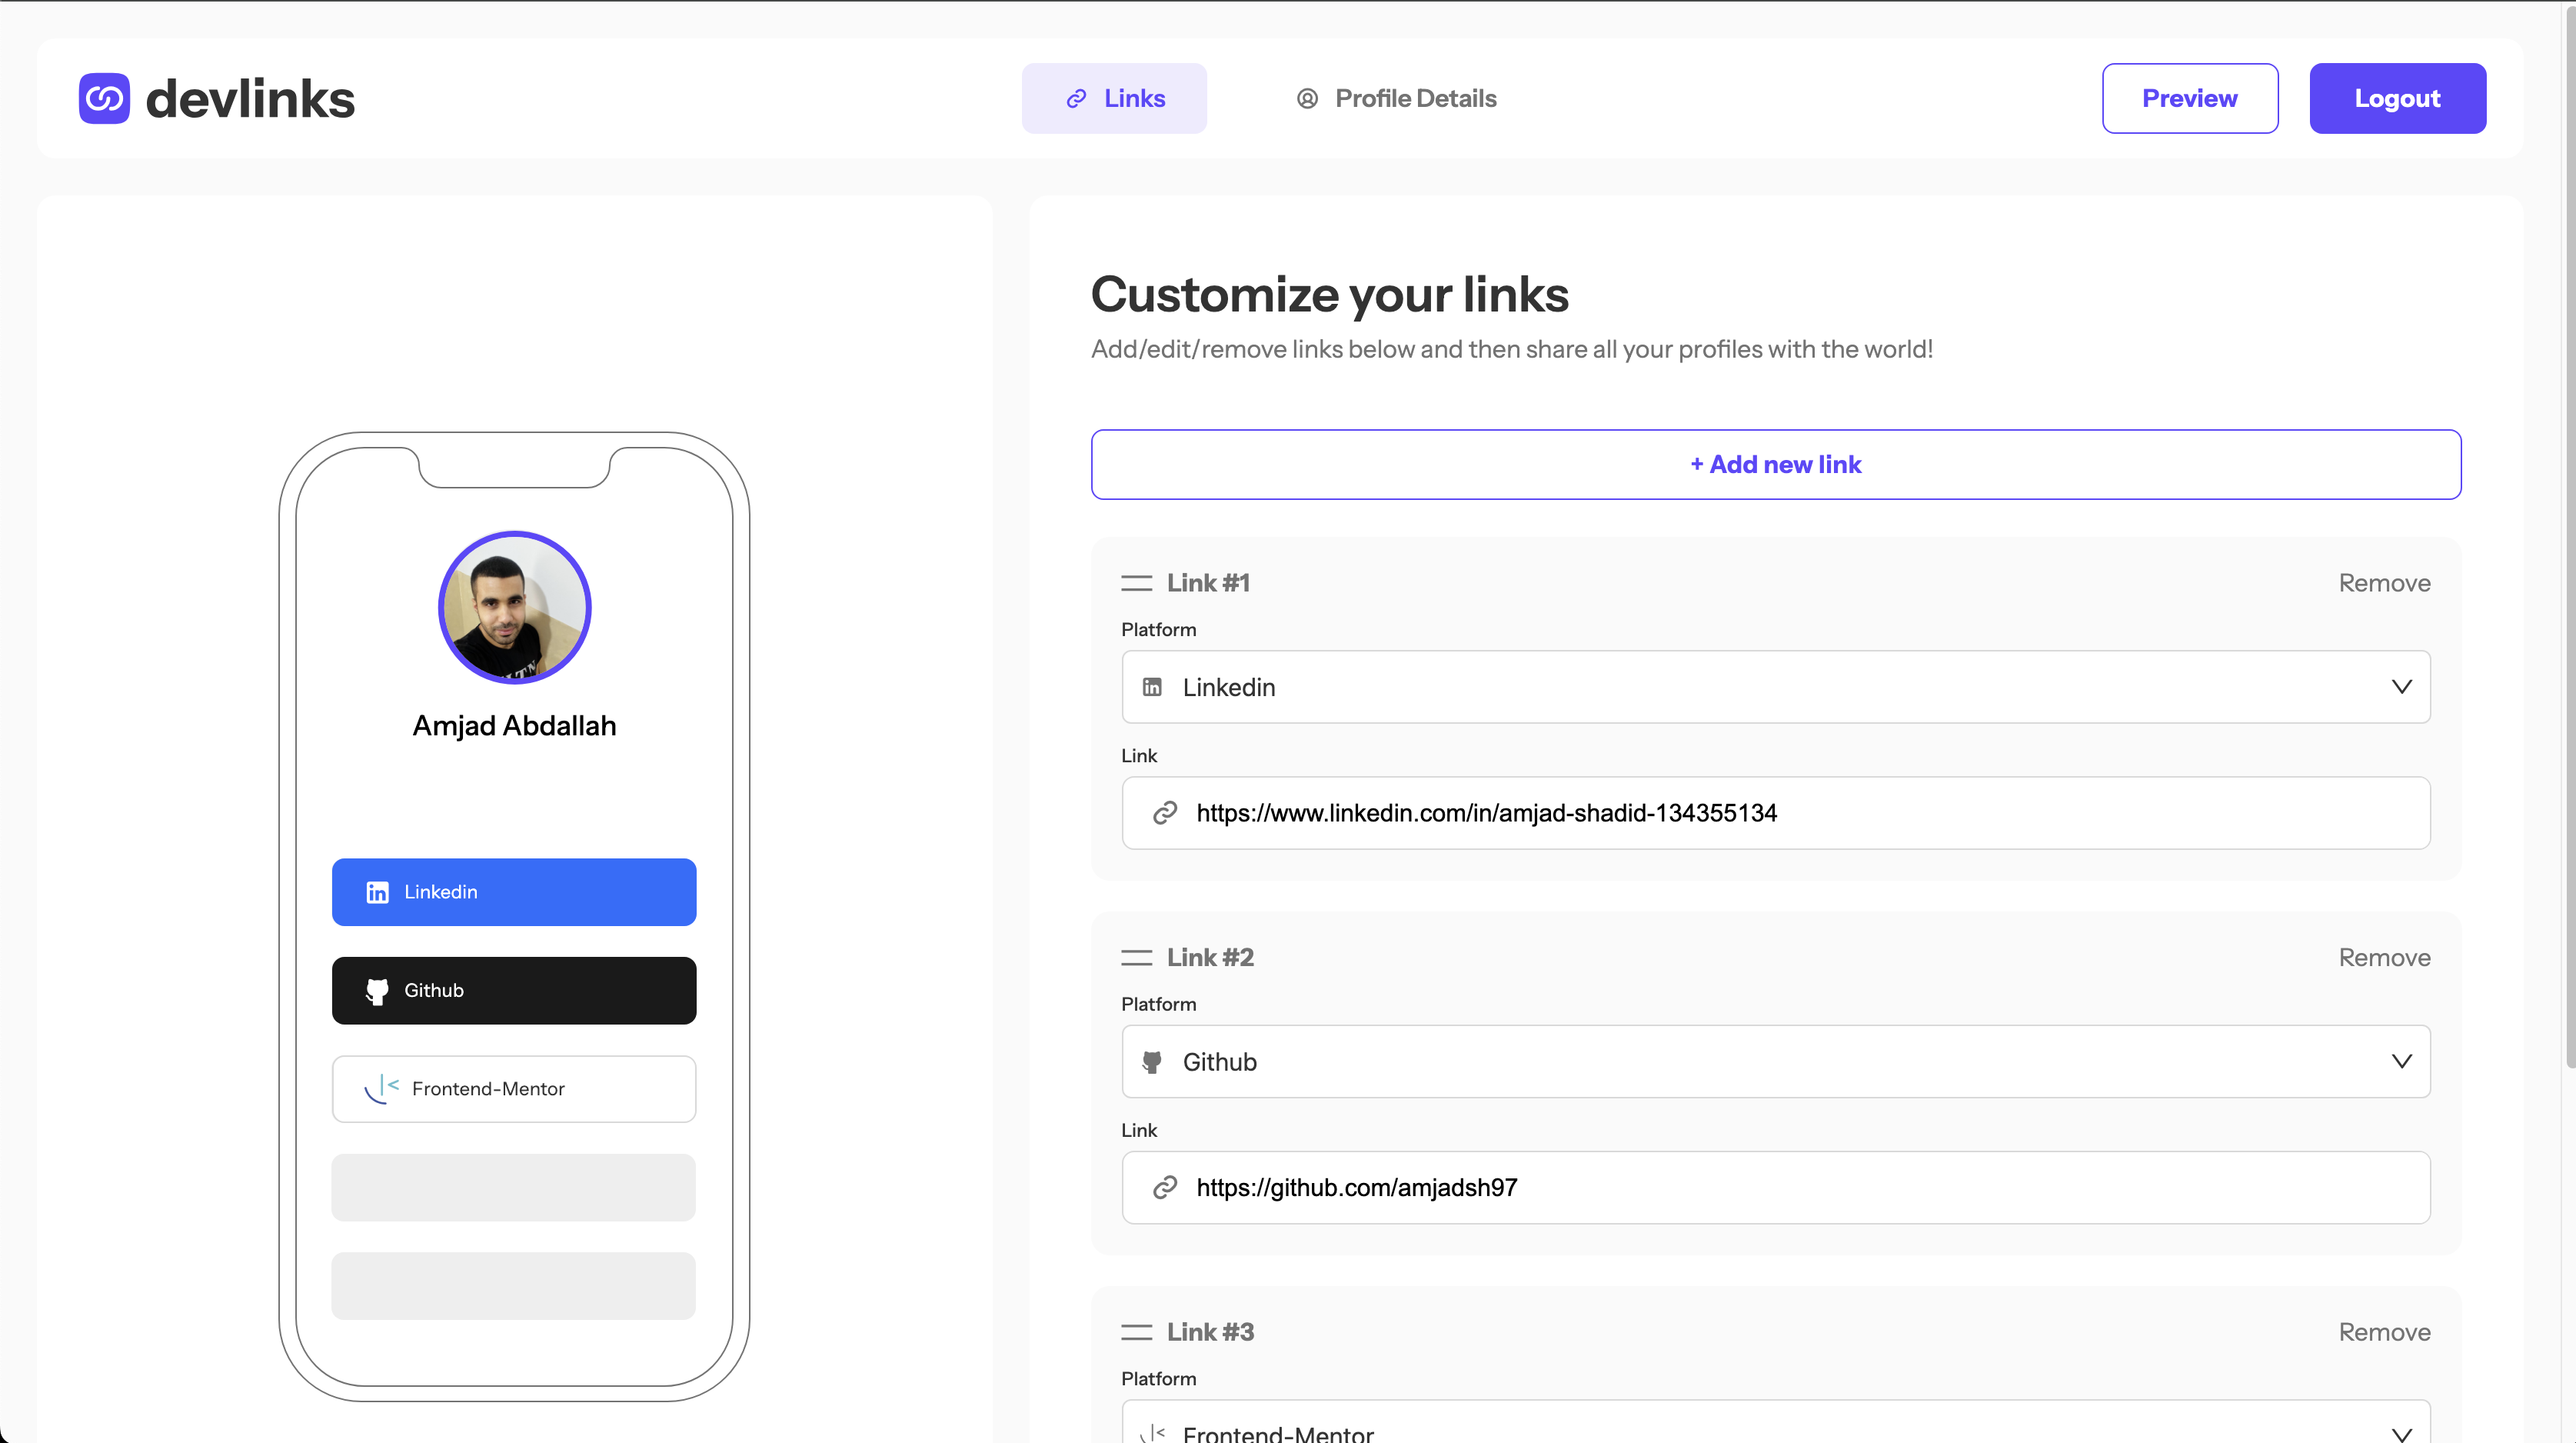 devlinks
Links
Profile Details
Preview
Logout
Amjad Abdallah
Linkedin
Github
Frontend-Mentor
Customize your links
Add/edit/remove links below and then share all your profiles with the world!
+ Add new link
Link #1
Remove
Platform
Linkedin
Link
https://www.linkedin.com/in/amjad-shadid-134355134
Link #2
Remove
Platform
Github
Link
https://github.com/amjadsh97
Link #3
Remove
Platform
Frontend-Mentor